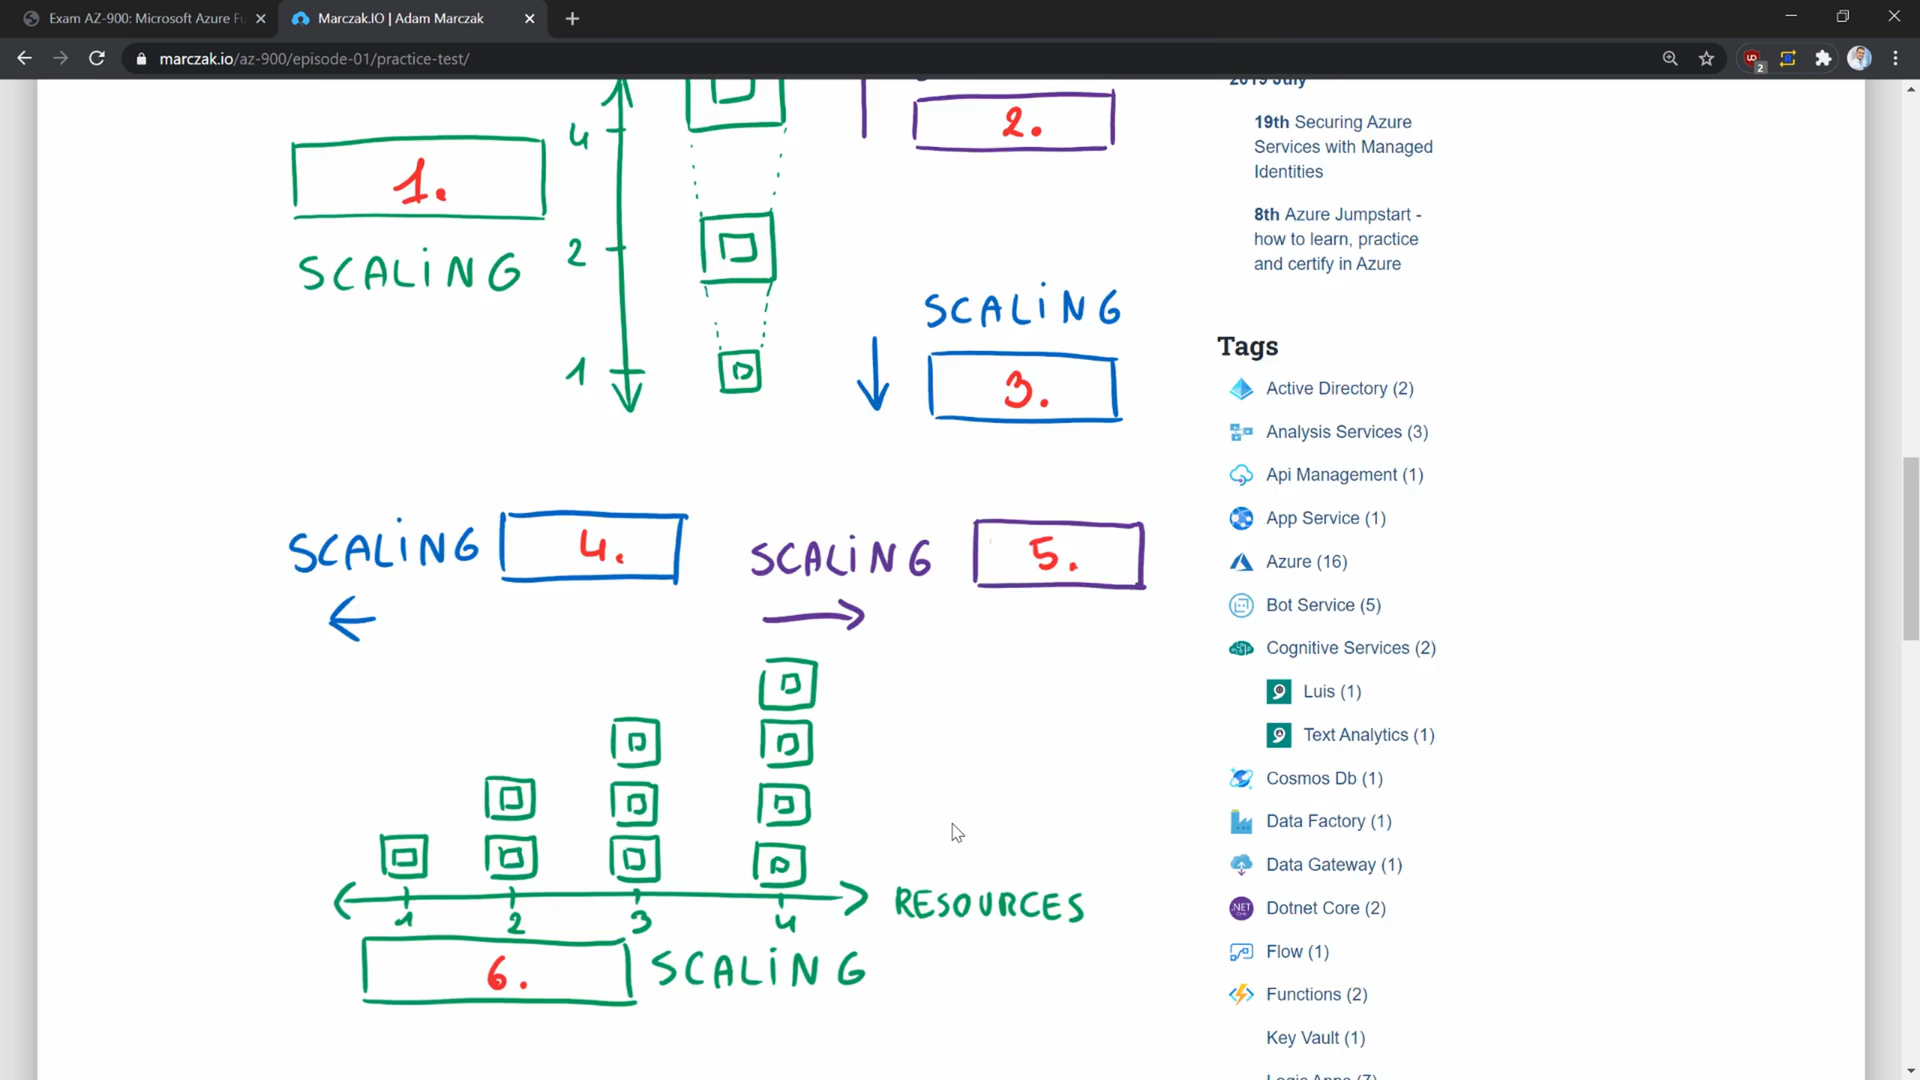 Exam AZ-900: Microsoft Azure Fu
Marczak.IO | Adam Marczak
marczak.io/az-900/episode-01/practice-test/
2
2019 July
4
2.
19th Securing Azure
Services with Managed
Identities
1.
8th Azure Jumpstart -
how to learn, practice
and certify in Azure
SCALING
2
SCALING
3.
1
Tags
Active Directory (2)
Analysis Services (3)
Api Management (1)
App Service (1)
Azure (16)
Bot Service (5)
Cognitive Services (2)
Luis (1)
Text Analytics (1)
Cosmos Db (1)
Data Factory (1)
Data Gateway (1)
.NET
Dotnet Core (2)
Flow (1)
Functions (2)
Key Vault (1)
SCALING 4.
SCALING 5.
RESOURCES
1 2 3 4
6. SCALING